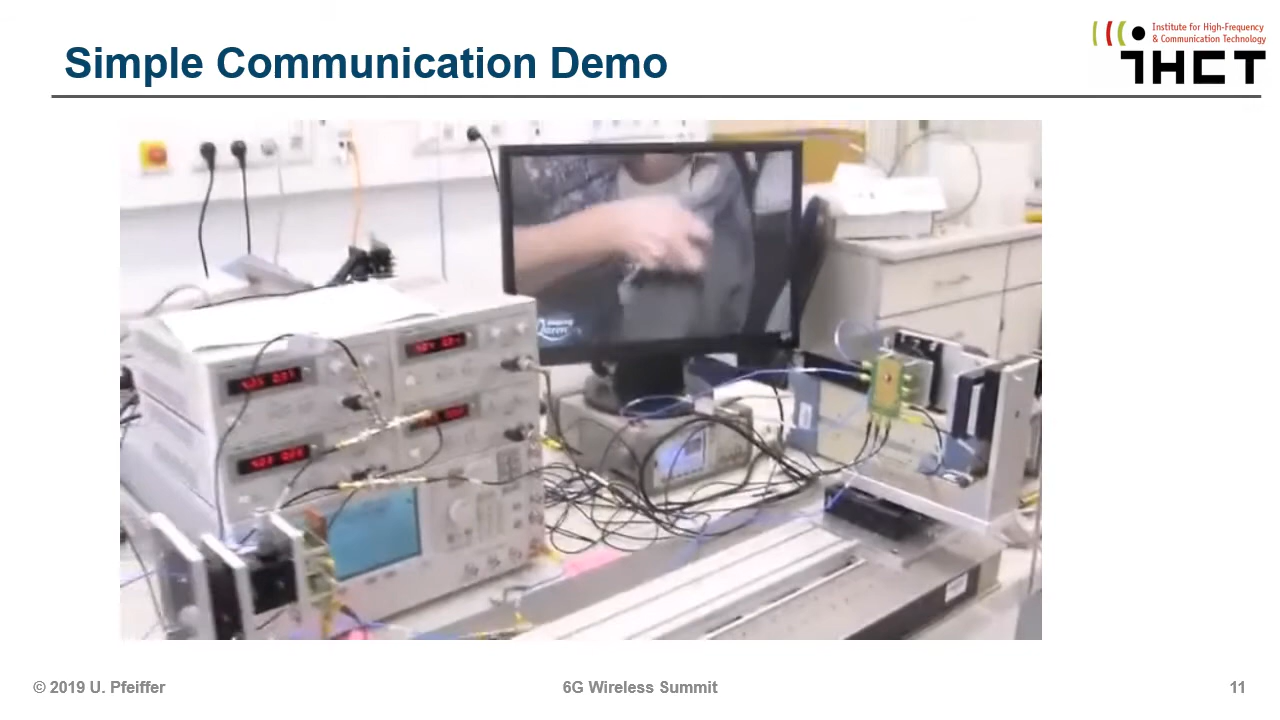 Simple Communication Demo
Institute for High-Frequency
& Communication Technology
IHCT
© 2019 U. Pfeiffer
6G Wireless Summit
11